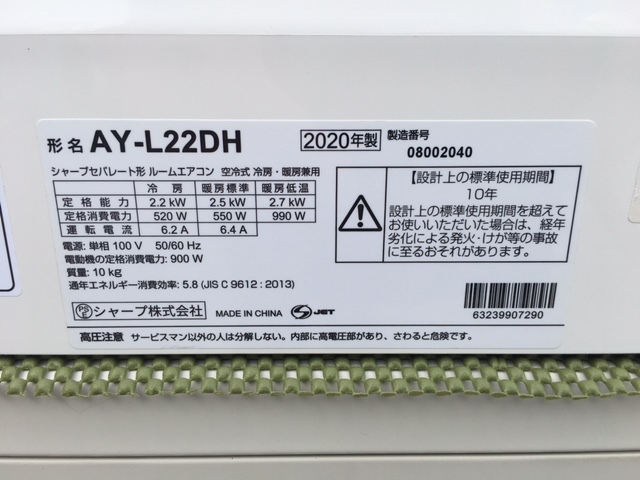 形名 AY-L22DH 2020年製 製造番号 08002040
シャープセパレート形 ルームエアコン 空冷式 冷房・暖房兼用
冷房 暖房標準 暖房低温
定格能力 2.2 kW 2.5 kW 2.7 kW
定格消費電力 520 W 550 W 990 W
運転電流 6.2 A 6.4 A
電源: 単相 100 V 50/60 Hz
電動機の定格消費電力: 900 W
質量: 10 kg
通年エネルギー消費効率: 5.8 (JIS C 9612 : 2013)
PSE シャープ株式会社 MADE IN CHINA S JET
【設計上の標準使用期間】
10年
設計上の標準使用期間を超えて
お使いいただいた場合は、経年
劣化による発火・けが等の事故
に至るおそれがあります。
63239907290
高圧注意 サービスマン以外の人は分解しない。内部に高電圧部があり、さわると危険です。